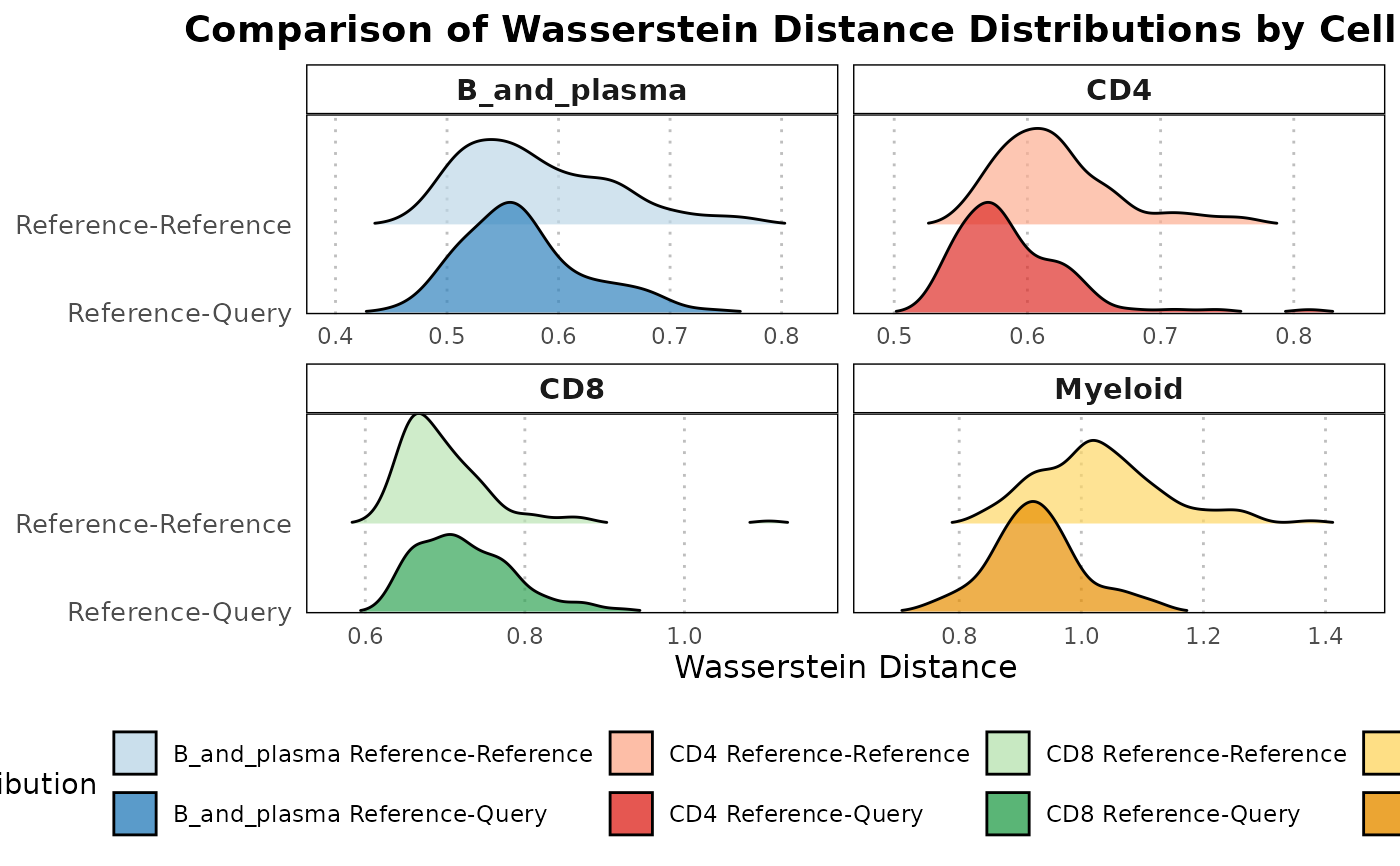 Comparison of Wasserstein Distance Distributions by Cell
B_and_plasma
CD4
Reference-Reference
Reference-Query
0.4 0.5 0.6 0.7 0.8
0.5 0.6 0.7 0.8
CD8
Myeloid
Reference-Reference
Reference-Query
0.6 0.8 1.0
0.8 1.0 1.2 1.4
Wasserstein Distance
ibution
B_and_plasma Reference-Reference
CD4 Reference-Reference
CD8 Reference-Reference
B_and_plasma Reference-Query
CD4 Reference-Query
CD8 Reference-Query